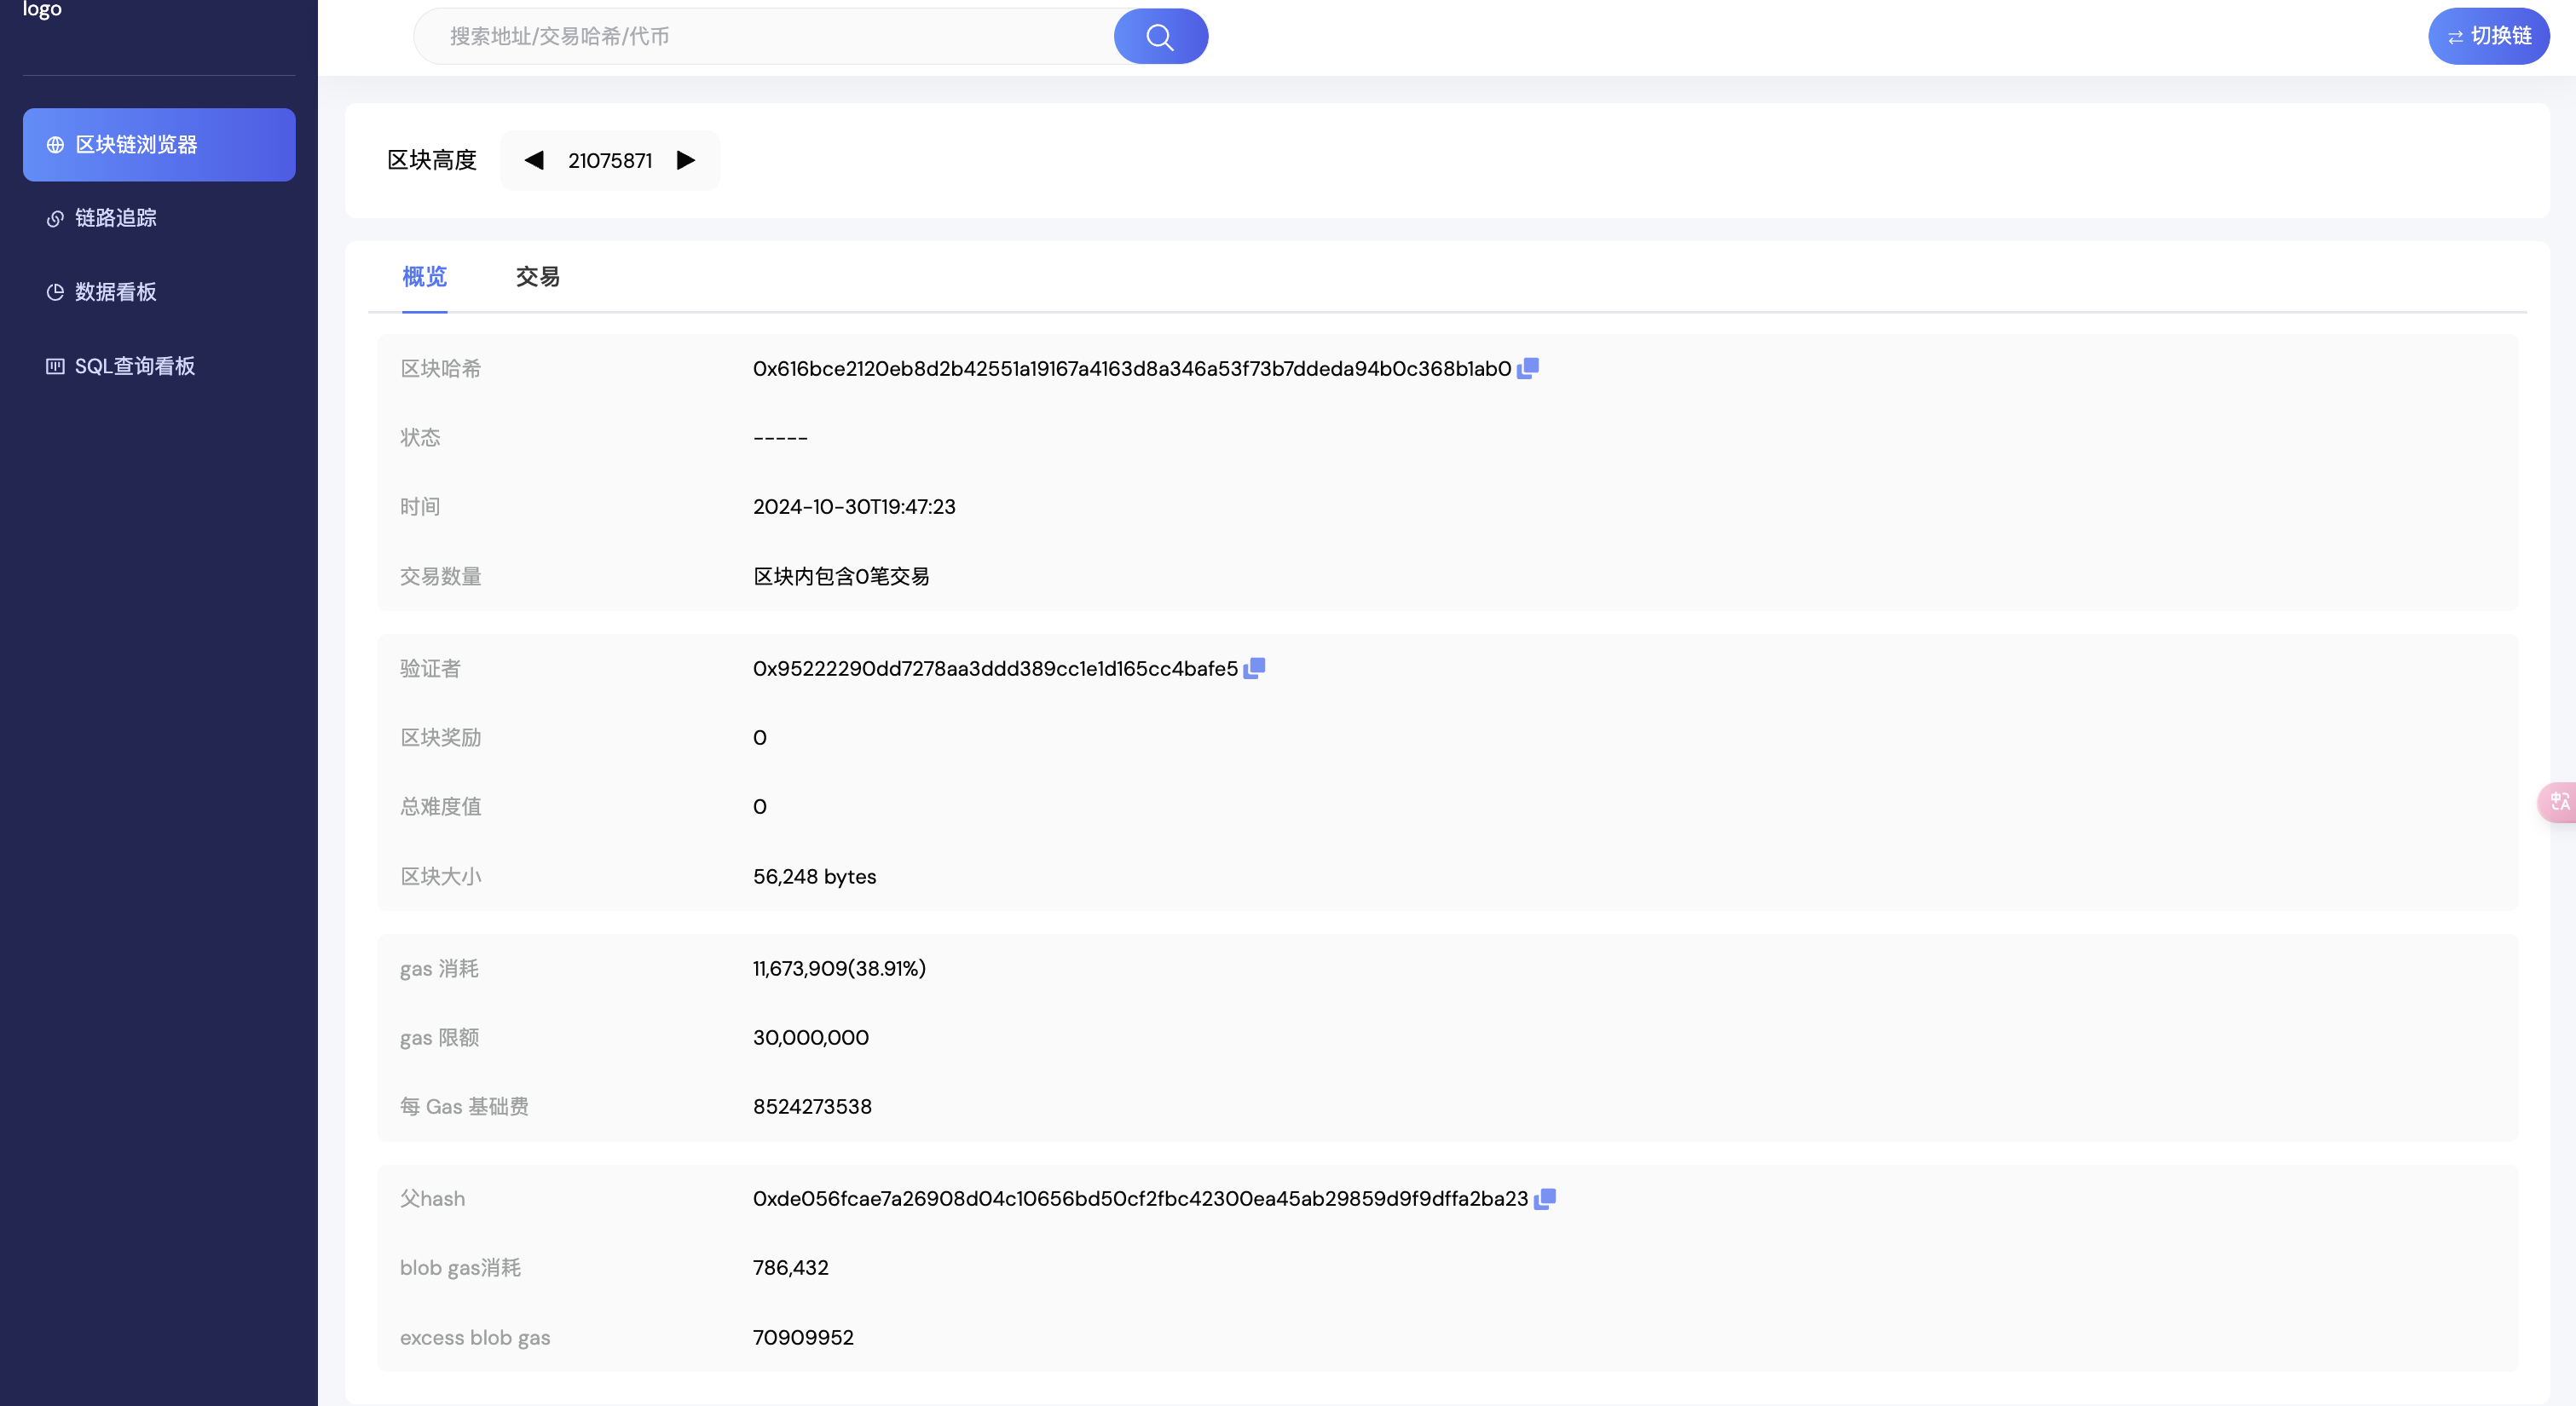 logo
搜索地址/交易哈希/代币
切换链
区块链浏览器
链路追踪
数据看板
SQL查询看板
区块高度
21075871
概览 交易
区块哈希 0x616bce2120eb8d2b42551a19167a4163d8a346a53f73b7ddeda94b0c368b1ab0
状态 -----
时间 2024-10-30T19:47:23
交易数量 区块内包含0笔交易
验证者 0x95222290dd7278aa3ddd389cc1e1d165cc4bafe5
区块奖励 0
总难度值 0
区块大小 56,248 bytes
gas 消耗 11,673,909(38.91%)
gas 限额 30,000,000
每 Gas 基础费 8524273538
父hash 0xde056fcae7a26908d04c10656bd50cf2fbc42300ea45ab29859d9f9dffa2ba23
blob gas消耗 786,432
excess blob gas 70909952
中A